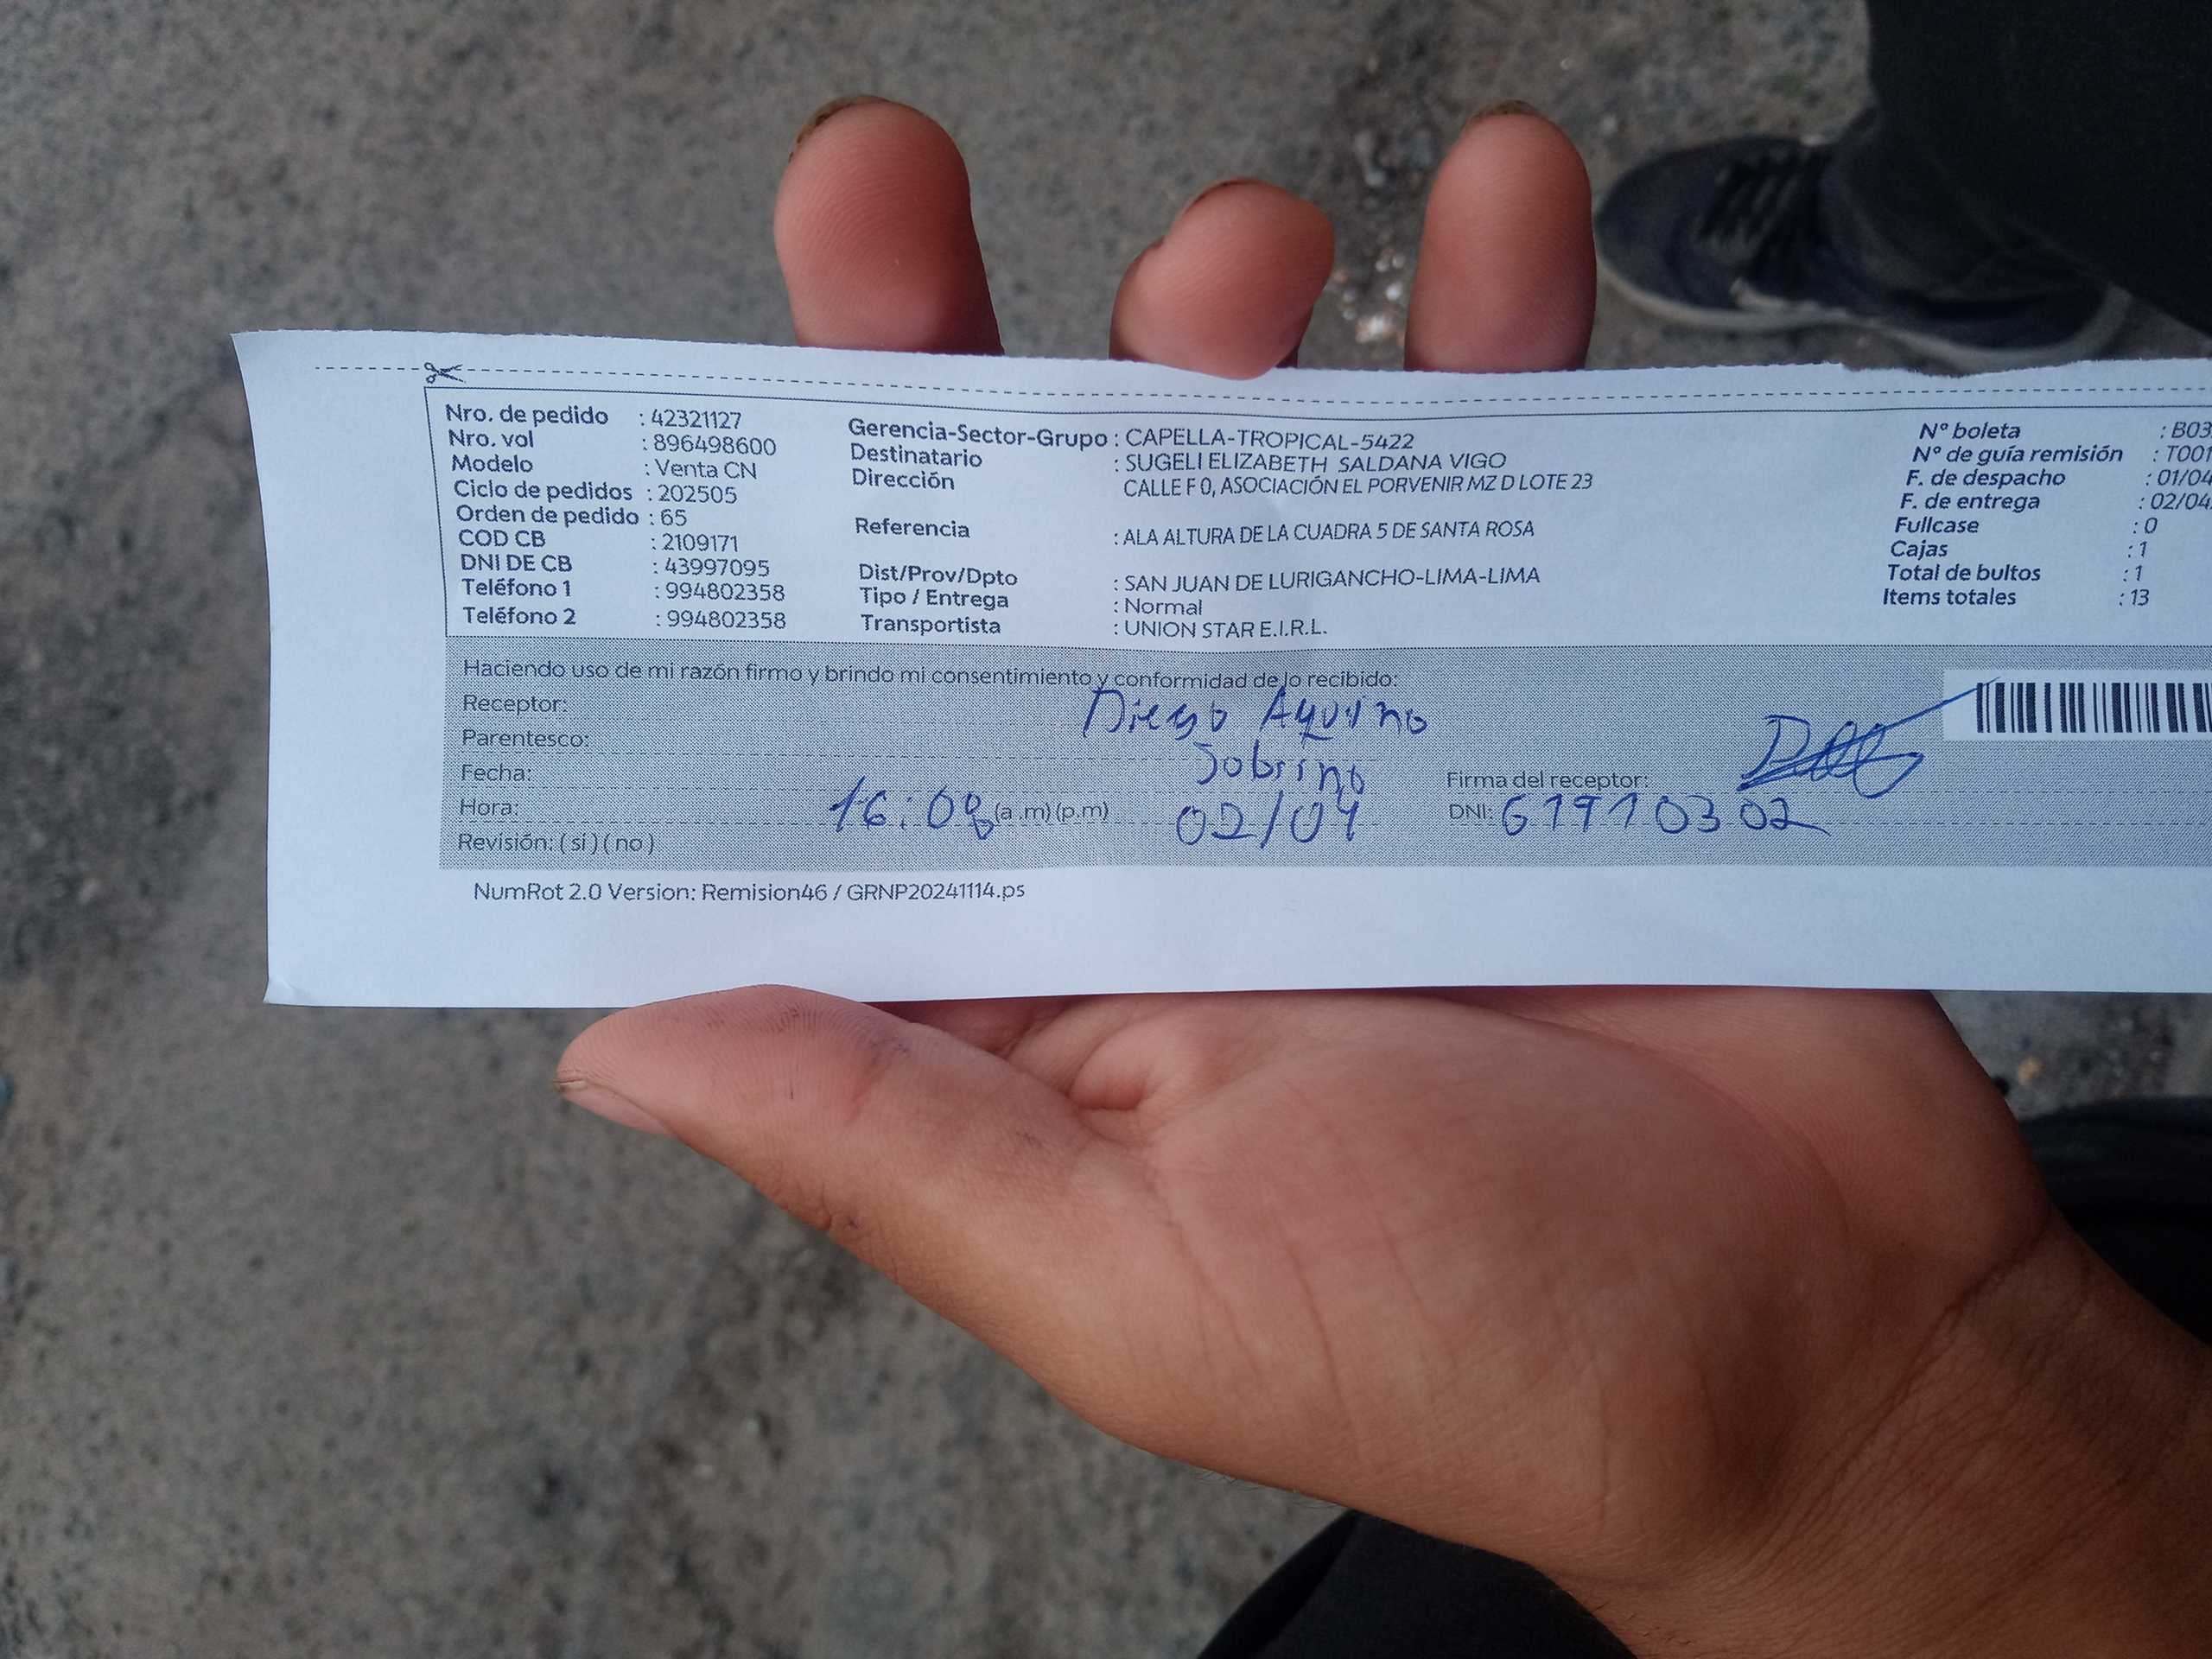 Nro. de pedido : 42321127
Nro. vol : 896498600
Modelo : Venta CN
Ciclo de pedidos : 202505
Orden de pedido : 65
COD CB : 2109171
DNI DE CB : 43997095
Teléfono 1 : 994802358
Teléfono 2 : 994802358
Gerencia-Sector-Grupo : CAPELLA-TROPICAL-5422
Destinatario : SUGELI ELIZABETH SALDANA VIGO
Dirección CALLE F 0, ASOCIACIÓN EL PORVENIR MZ D LOTE 23
Referencia : ALA ALTURA DE LA CUADRA 5 DE SANTA ROSA
Dist/Prov/Dpto : SAN JUAN DE LURIGANCHO-LIMA-LIMA
Tipo / Entrega : Normal
Transportista : UNION STAR E.I.R.L.
N° boleta : B03
N° de guía remisión : T001
F. de despacho : 01/04
F. de entrega : 02/04
Fullcase : 0
Cajas : 1
Total de bultos : 1
Items totales : 13
Haciendo uso de mi razón firmo y brindo mi consentimiento y conformidad de lo recibido:
Receptor: Diego Aquino
Parentesco: Sobrino
Fecha: Firma del receptor:
Hora: 16:08 (a .m) (p.m) 02/04 DNI: 61910302
Revisión: ( si ) ( no )
NumRot 2.0 Version: Remision46 / GRNP20241114.ps